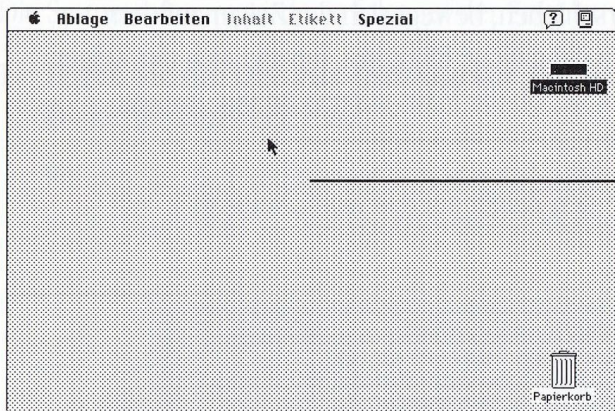 Ablage Bearbeiten Inhalt Etikett Spezial ?
Macintosh HD
Papierkorb